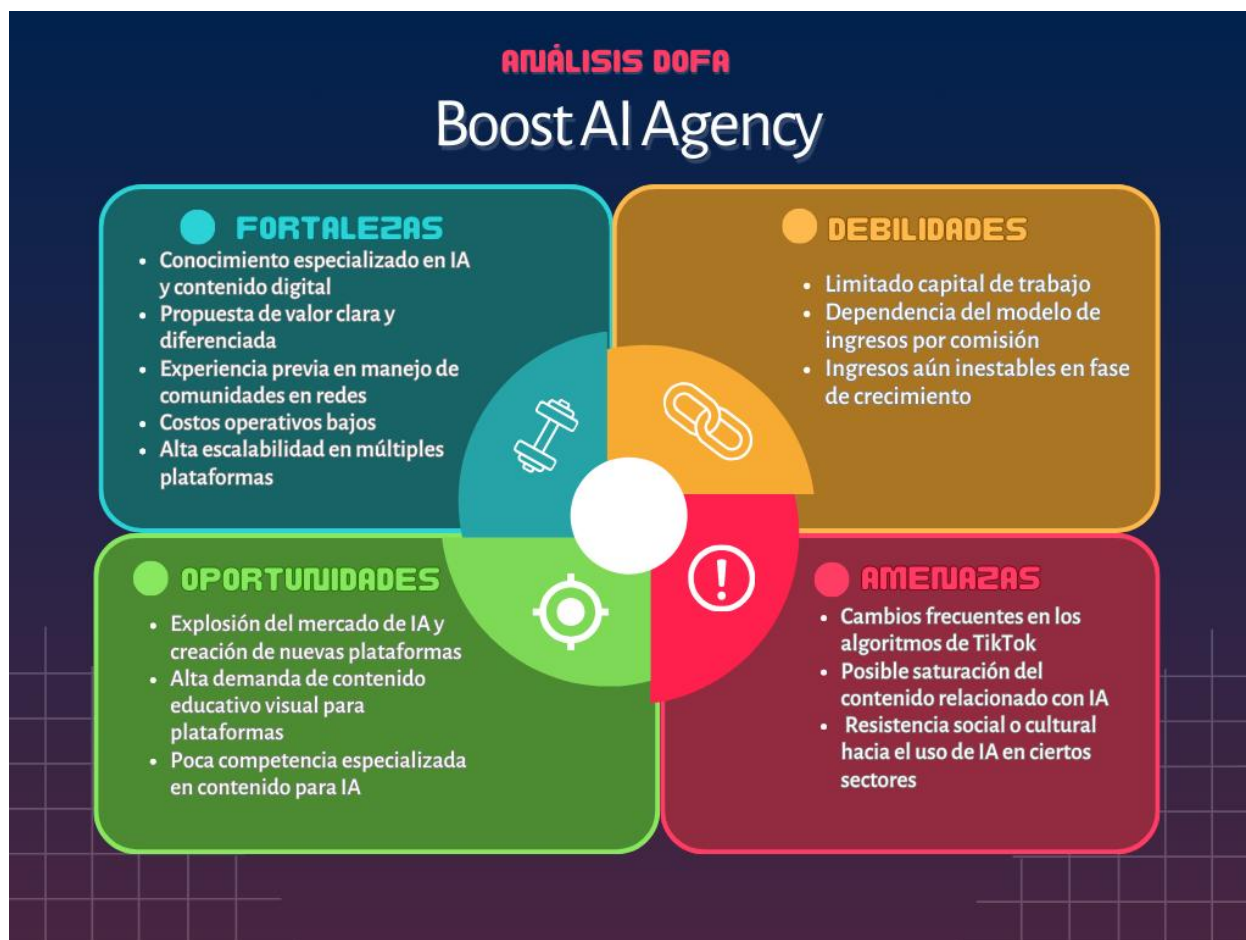 ANÁLISIS DOFA
Boost AI Agency
FORTALEZAS
• Conocimiento especializado en IA
y contenido digital
• Propuesta de valor clara y
diferenciada
• Experiencia previa en manejo de
comunidades en redes
• Costos operativos bajos
• Alta escalabilidad en múltiples
plataformas
DEBILIDADES
• Limitado capital de trabajo
• Dependencia del modelo de
ingresos por comisión
• Ingresos aún inestables en fase
de crecimiento
OPORTUNIDADES
• Explosión del mercado de IA y
creación de nuevas plataformas
• Alta demanda de contenido
educativo visual para
plataformas
• Poca competencia especializada
en contenido para IA
AMENAZAS
• Cambios frecuentes en los
algoritmos de TikTok
• Posible saturación del
contenido relacionado con IA
• Resistencia social o cultural
hacia el uso de IA en ciertos
sectores